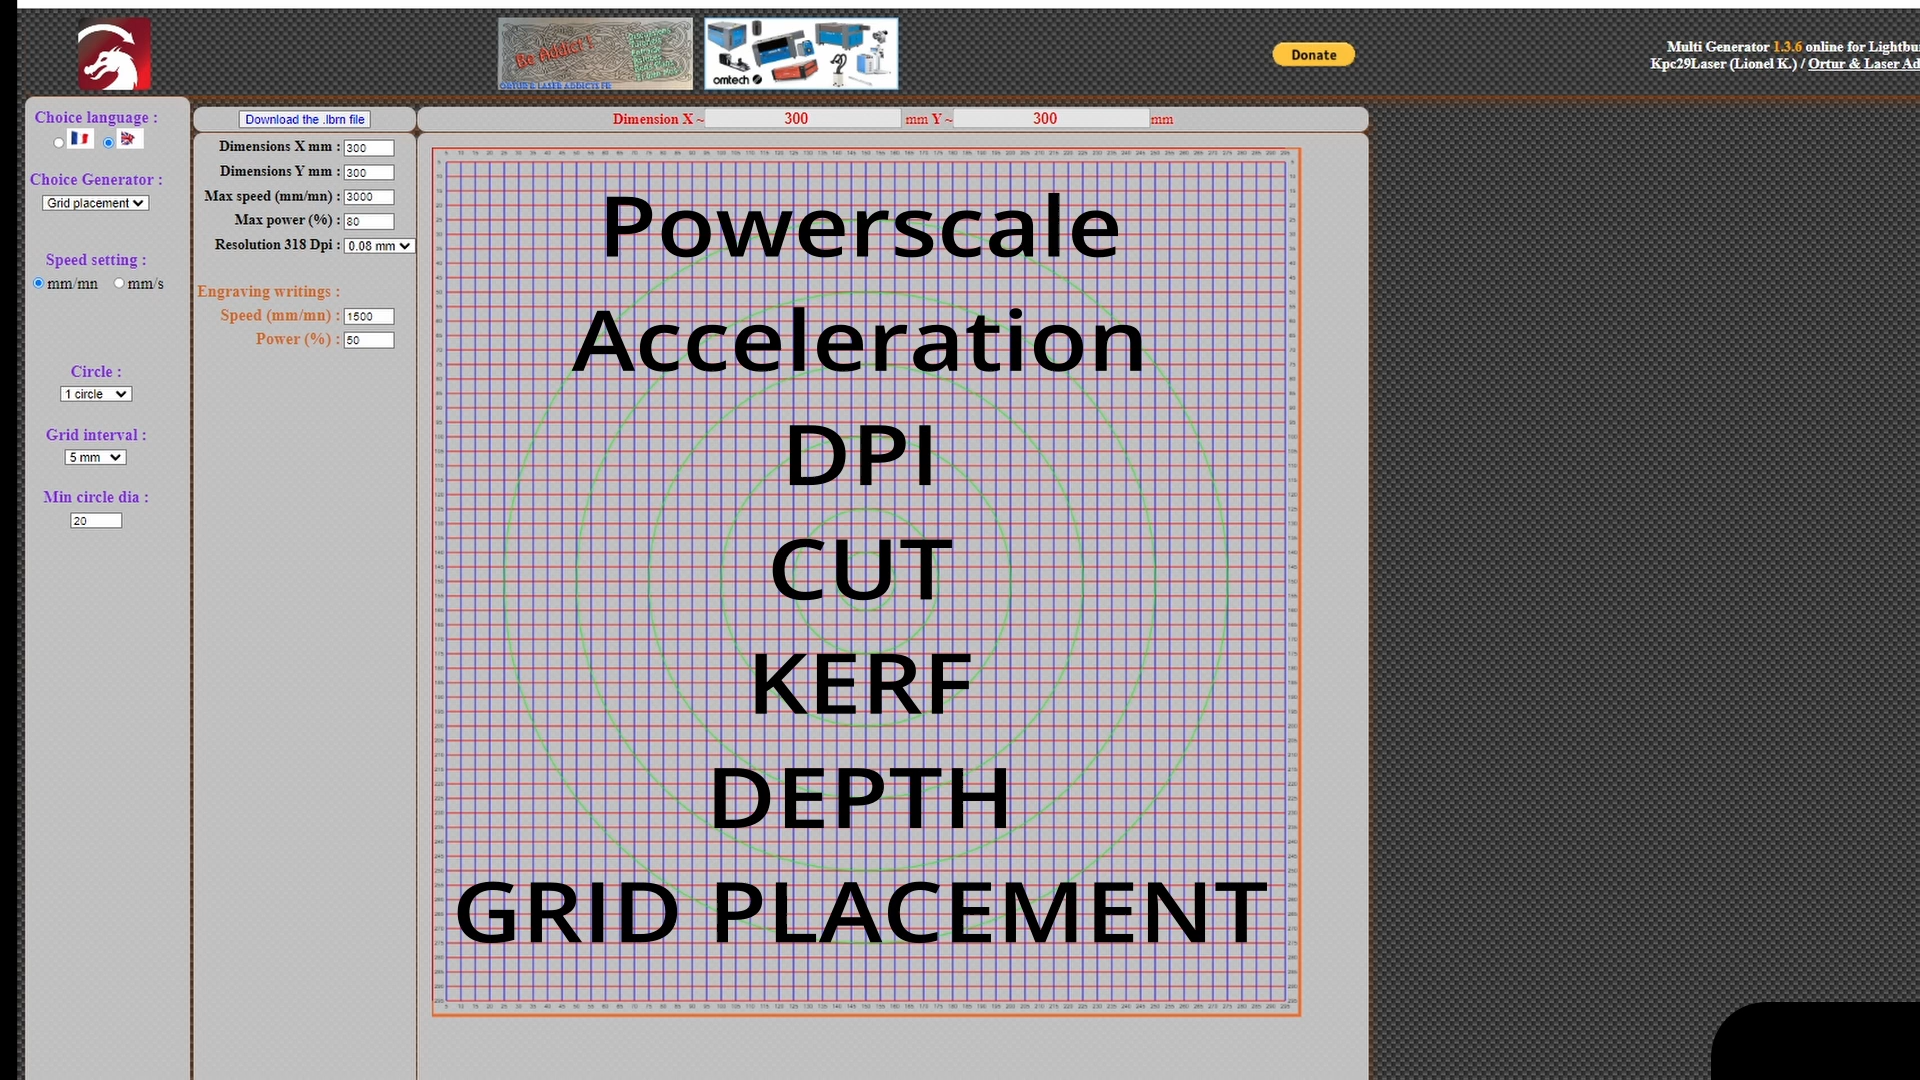 Be Addict'!
omtech
Donate
Multi Generator 1.3.6 online for Lightbu
Kpc29Laser (Lionel K.) / Ortur & Laser Ad
Choice language :
Choice Generator :
Grid placement
Speed setting :
mm/mn mm/s
Circle :
1 circle
Grid interval :
5 mm
Min circle dia :
20
Download the .lbrn file
Dimensions X mm : 300
Dimensions Y mm : 300
Max speed (mm/mn) : 3000
Max power (%) : 80
Resolution 318 Dpi : 0.08 mm
Engraving writings :
Speed (mm/mn) : 1500
Power (%) : 50
Dimension X ~ 300 mm Y ~ 300 mm
Powerscale
Acceleration
DPI
CUT
KERF
DEPTH
GRID PLACEMENT